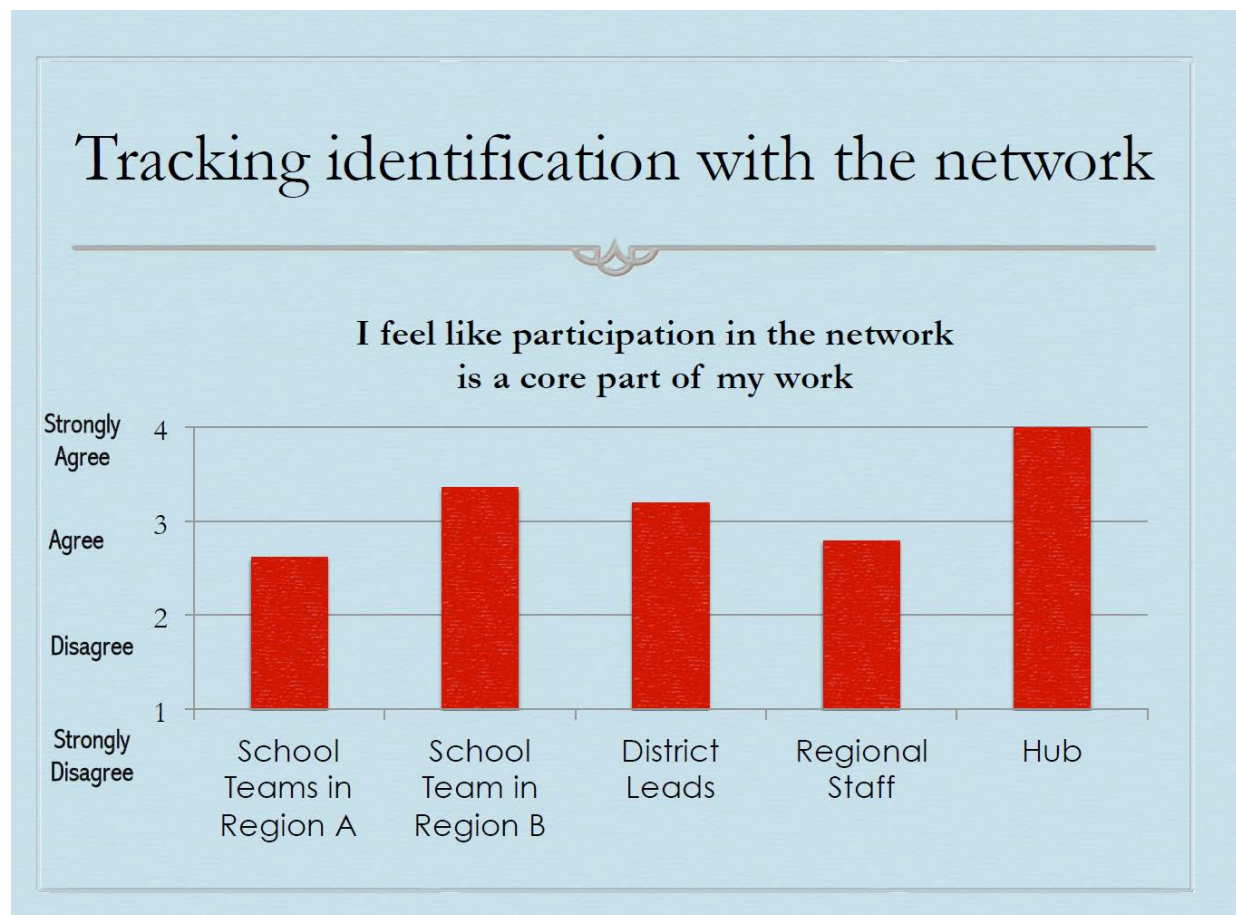 Tracking identification with the network
I feel like participation in the network
is a core part of my work
Strongly
Agree
4
Agree
3
Disagree
2
Strongly
Disagree
1
School
Teams in
Region A
School
Team in
Region B
District
Leads
Regional
Staff
Hub